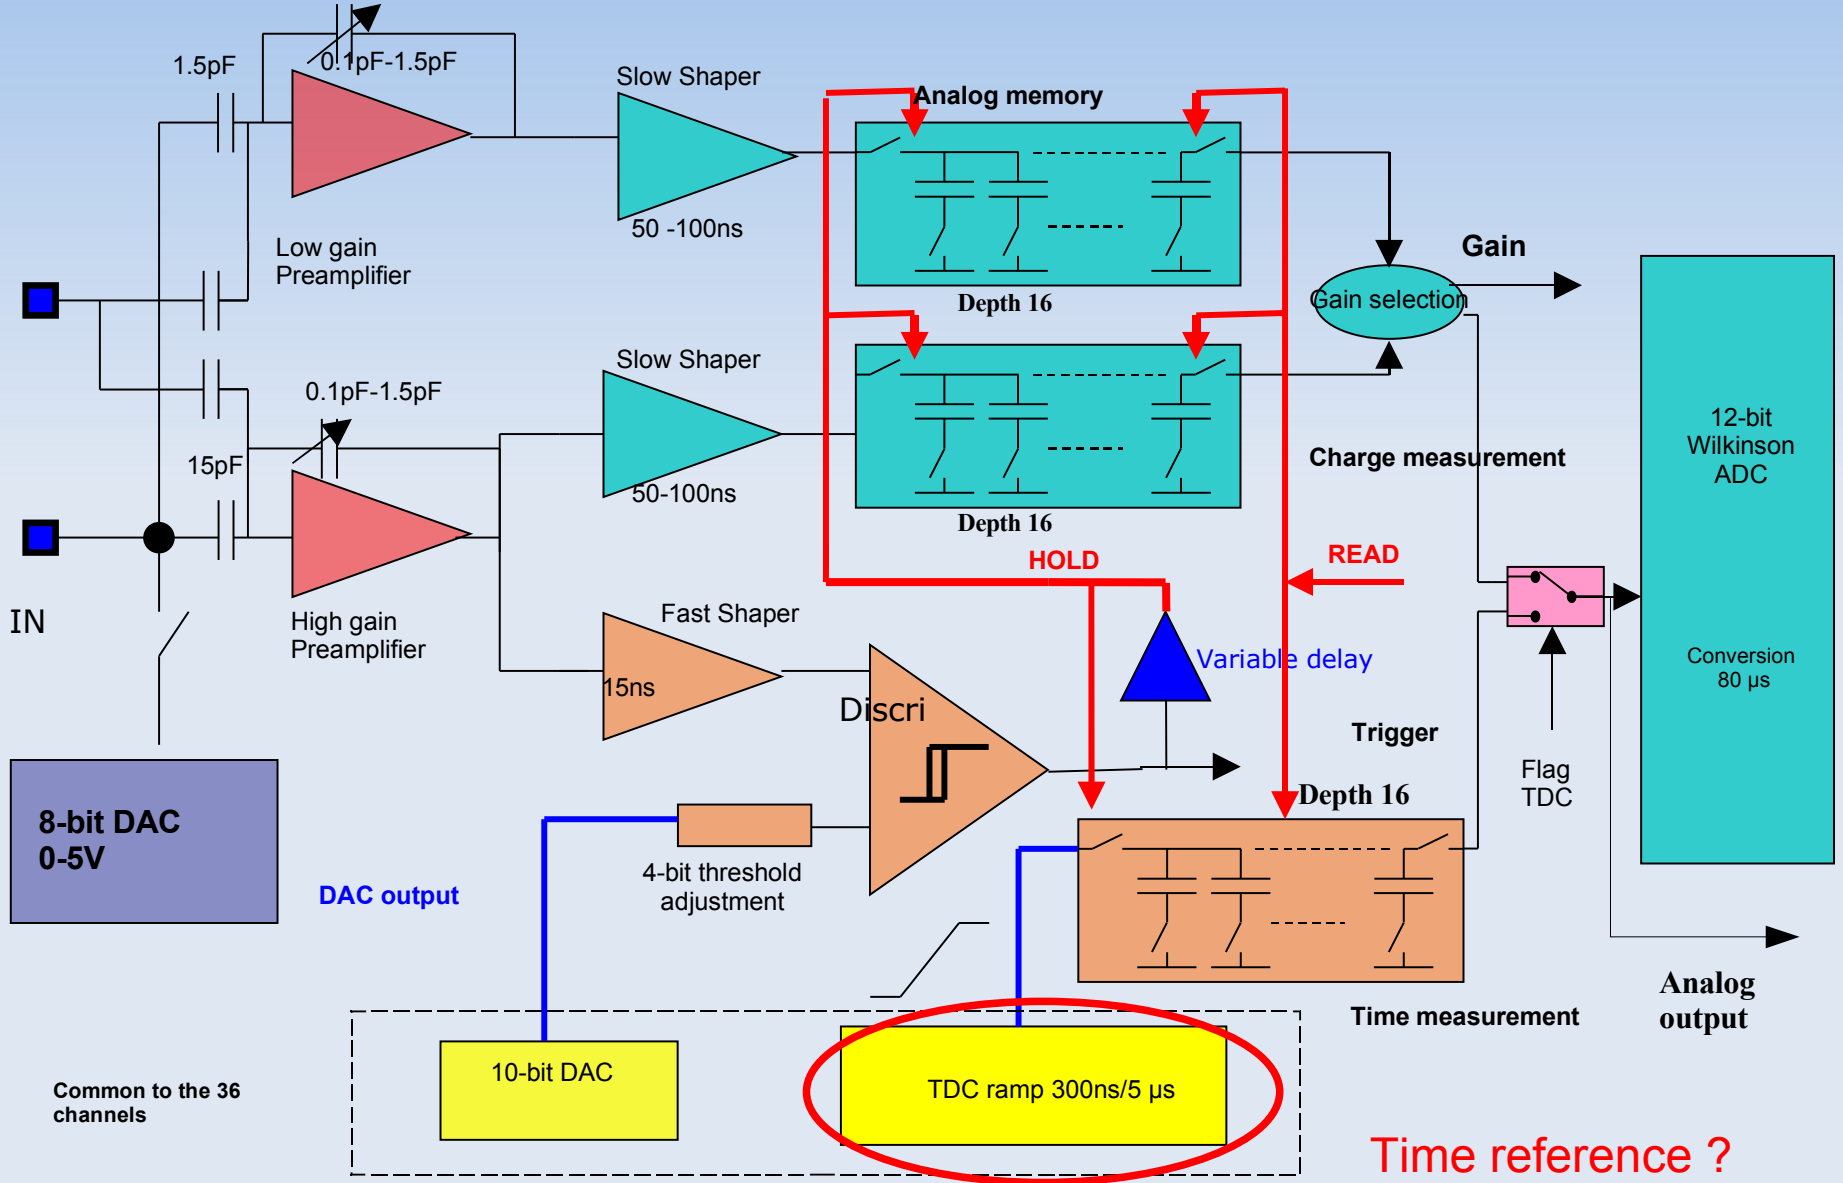 1.5pF
0.1pF-1.5pF
Slow Shaper
Analog memory
50 -100ns
Low gain
Preamplifier
Gain
Depth 16
Gain selection
Slow Shaper
0.1pF-1.5pF
12-bit
Wilkinson
ADC
15pF
Charge measurement
50-100ns
Depth 16
HOLD
READ
IN
High gain
Preamplifier
Fast Shaper
Variable delay
Conversion
80 µs
15ns
Discri
Trigger
Flag
TDC
Depth 16
8-bit DAC
0-5V
4-bit threshold
adjustment
DAC output
Analog
output
Time measurement
10-bit DAC
TDC ramp 300ns/5 µs
Common to the 36
channels
Time reference ?